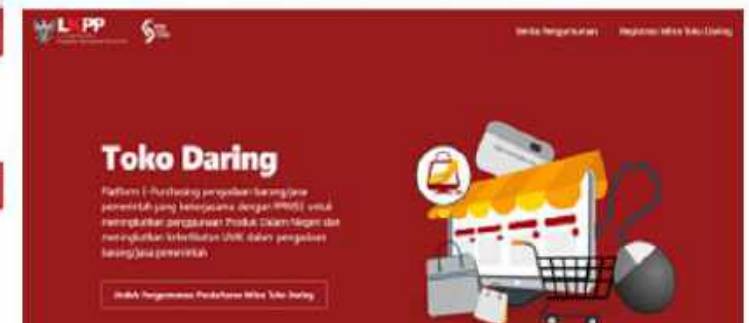 LKPP
Berita Pengumuman
Registrasi Mitra Toko Daring
Toko Daring
Platform E-Purchasing pengadaan barang/jasa
pemerintah yang bekerjasama dengan PPMSE untuk
meningkatkan penggunaan Produk Dalam Negeri dan
meningkatkan keterlibatan UMK dalam pengadaan
barang/jasa pemerintah
Unduh Pengumuman Pendaftaran Mitra Toko Daring